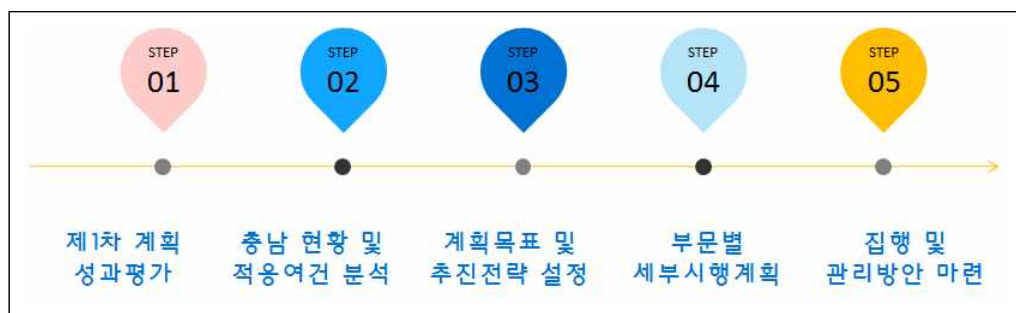 STEP
01
STEP
02
STEP
03
STEP
04
STEP
05
제1차 계획
성과평가
충남 현황 및
적응여건 분석
계획목표 및
추진전략 설정
부문별
세부시행계획
집행 및
관리방안 마련